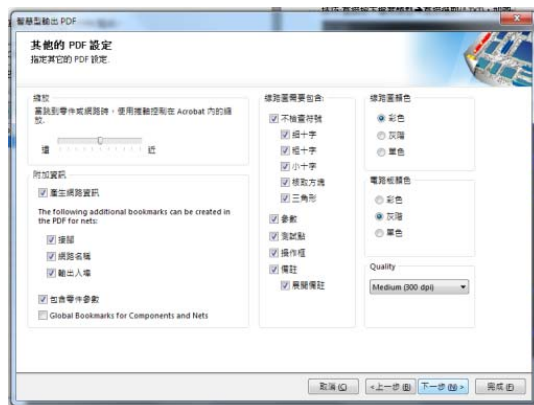 智慧型輸出 PDF
其他的 PDF 設定
指定其它的 PDF 設定.
縮放
當跳到零件或網路時，使用捲動控制在 Acrobat 內的縮
放.
遠
近
附加資訊
產生網路資訊
The following additional bookmarks can be created in
the PDF for nets:
接腳
網路名稱
輸出入埠
包含零件參數
Global Bookmarks for Components and Nets
線路圖需要包含:
不檢查符號
細十字
粗十字
小十字
核取方塊
三角形
參數
測試點
操作框
備註
展開備註
線路圖顏色
彩色
灰階
單色
電路板顏色
彩色
灰階
單色
Quality
Medium (300 dpi)
取消 (C)
<上一步 (B)
下一步 (N) >
完成 (F)